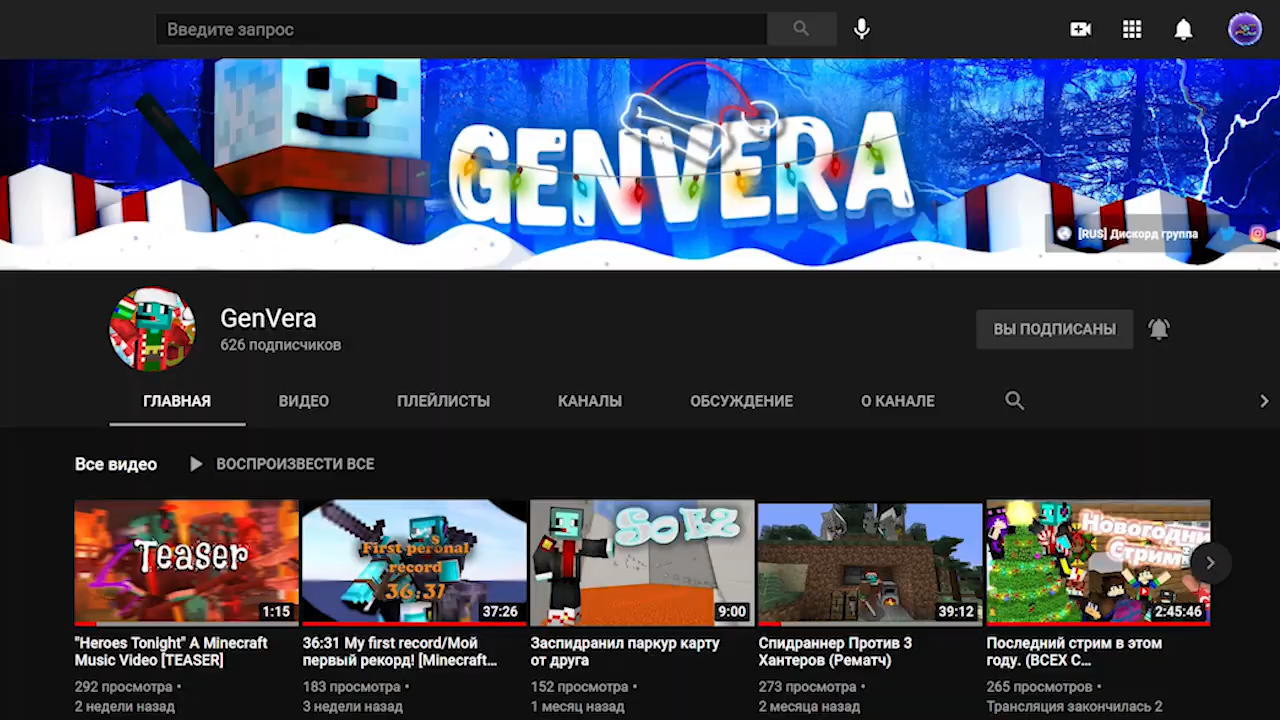 Введите запрос
GENVERA
[RUS] Дискорд группа
GenVera
626 подписчиков
ВЫ ПОДПИСАНЫ
ГЛАВНАЯ
ВИДЕО
ПЛЕЙЛИСТЫ
КАНАЛЫ
ОБСУЖДЕНИЕ
О КАНАЛЕ
Все видео
ВОСПРОИЗВЕСТИ ВСЕ
Teaser
1:15
First personal
record
36:31
37:26
So EZ
9:00
39:12
Новогодни
Стрим
2:45:46
"Heroes Tonight" A Minecraft
Music Video [TEASER]
292 просмотра •
2 недели назад
36:31 My first record/Мой
первый рекорд! [Minecraft...
183 просмотра •
3 недели назад
Заспидранил паркур карту
от друга
152 просмотра •
1 месяц назад
Спидраннер Против 3
Хантеров (Рематч)
273 просмотра •
2 месяца назад
Последний стрим в этом
году. (ВСЕХ С...
265 просмотров •
Трансляция закончилась 2